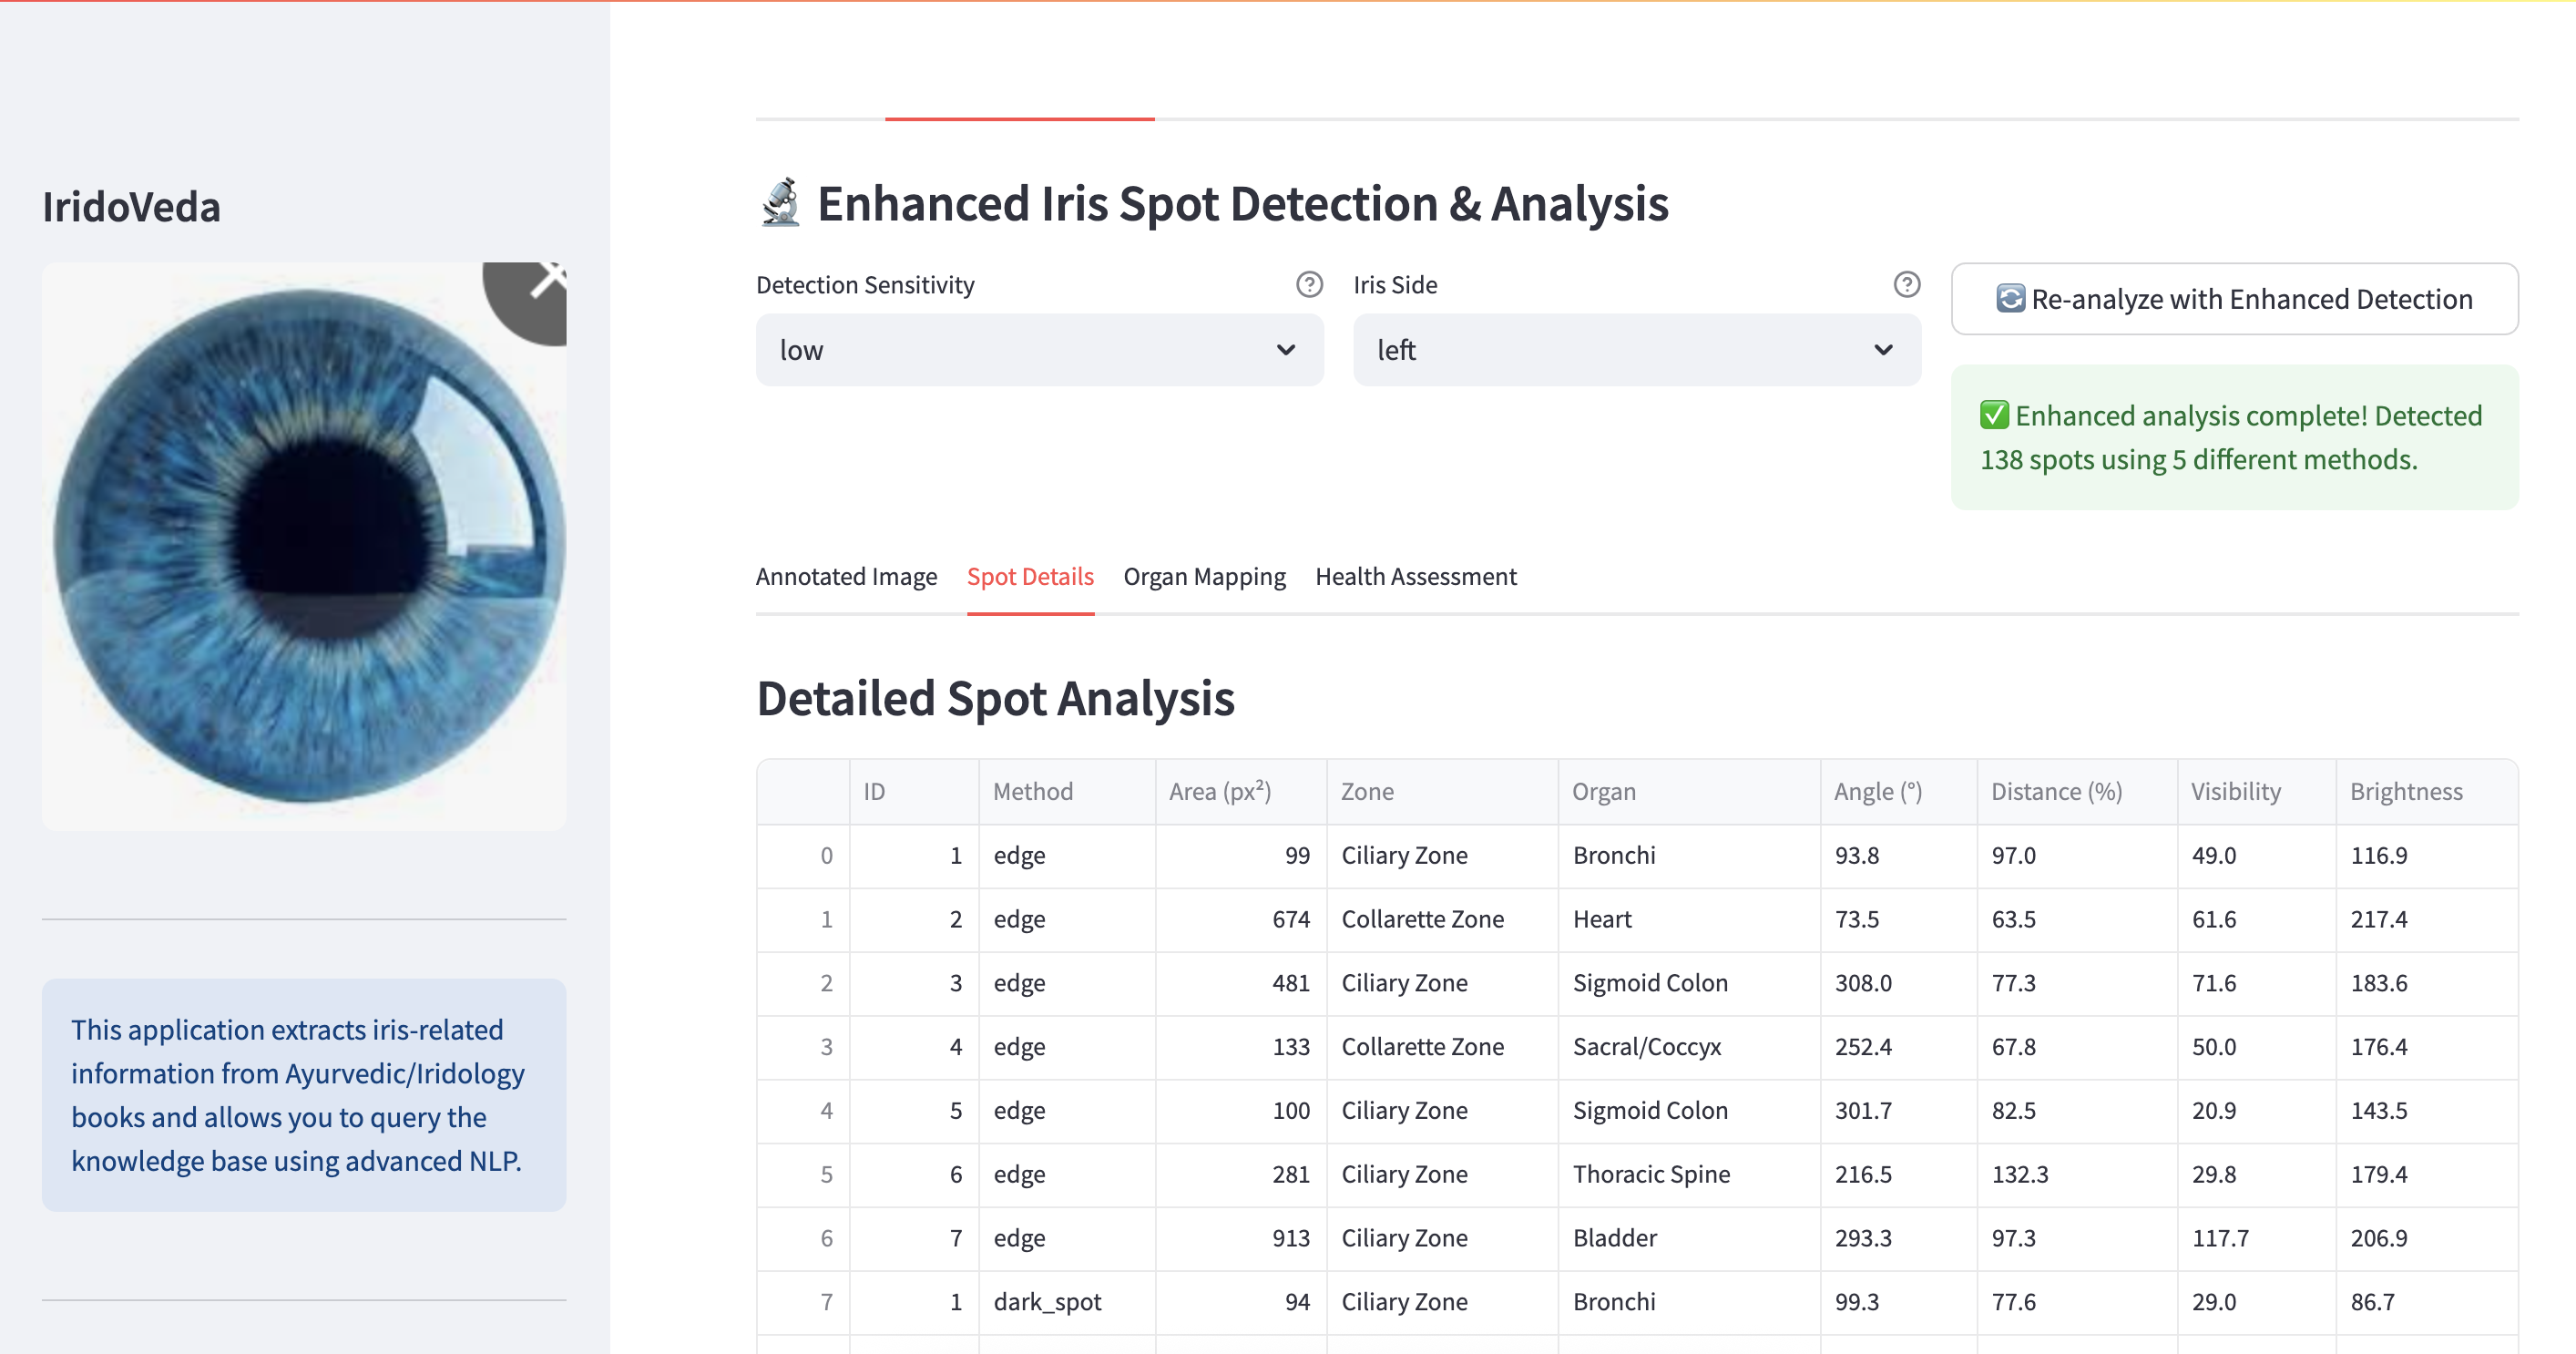 IridoVeda
This application extracts iris-related
information from Ayurvedic/Iridology
books and allows you to query the
knowledge base using advanced NLP.
🔬 Enhanced Iris Spot Detection & Analysis
Detection Sensitivity
low
Iris Side
left
🔄 Re-analyze with Enhanced Detection
✅ Enhanced analysis complete! Detected
138 spots using 5 different methods.
Annotated Image Spot Details Organ Mapping Health Assessment
Detailed Spot Analysis
ID Method Area (px²) Zone Organ Angle (°) Distance (%) Visibility Brightness
0 1 edge 99 Ciliary Zone Bronchi 93.8 97.0 49.0 116.9
1 2 edge 674 Collarette Zone Heart 73.5 63.5 61.6 217.4
2 3 edge 481 Ciliary Zone Sigmoid Colon 308.0 77.3 71.6 183.6
3 4 edge 133 Collarette Zone Sacral/Coccyx 252.4 67.8 50.0 176.4
4 5 edge 100 Ciliary Zone Sigmoid Colon 301.7 82.5 20.9 143.5
5 6 edge 281 Ciliary Zone Thoracic Spine 216.5 132.3 29.8 179.4
6 7 edge 913 Ciliary Zone Bladder 293.3 97.3 117.7 206.9
7 1 dark_spot 94 Ciliary Zone Bronchi 99.3 77.6 29.0 86.7